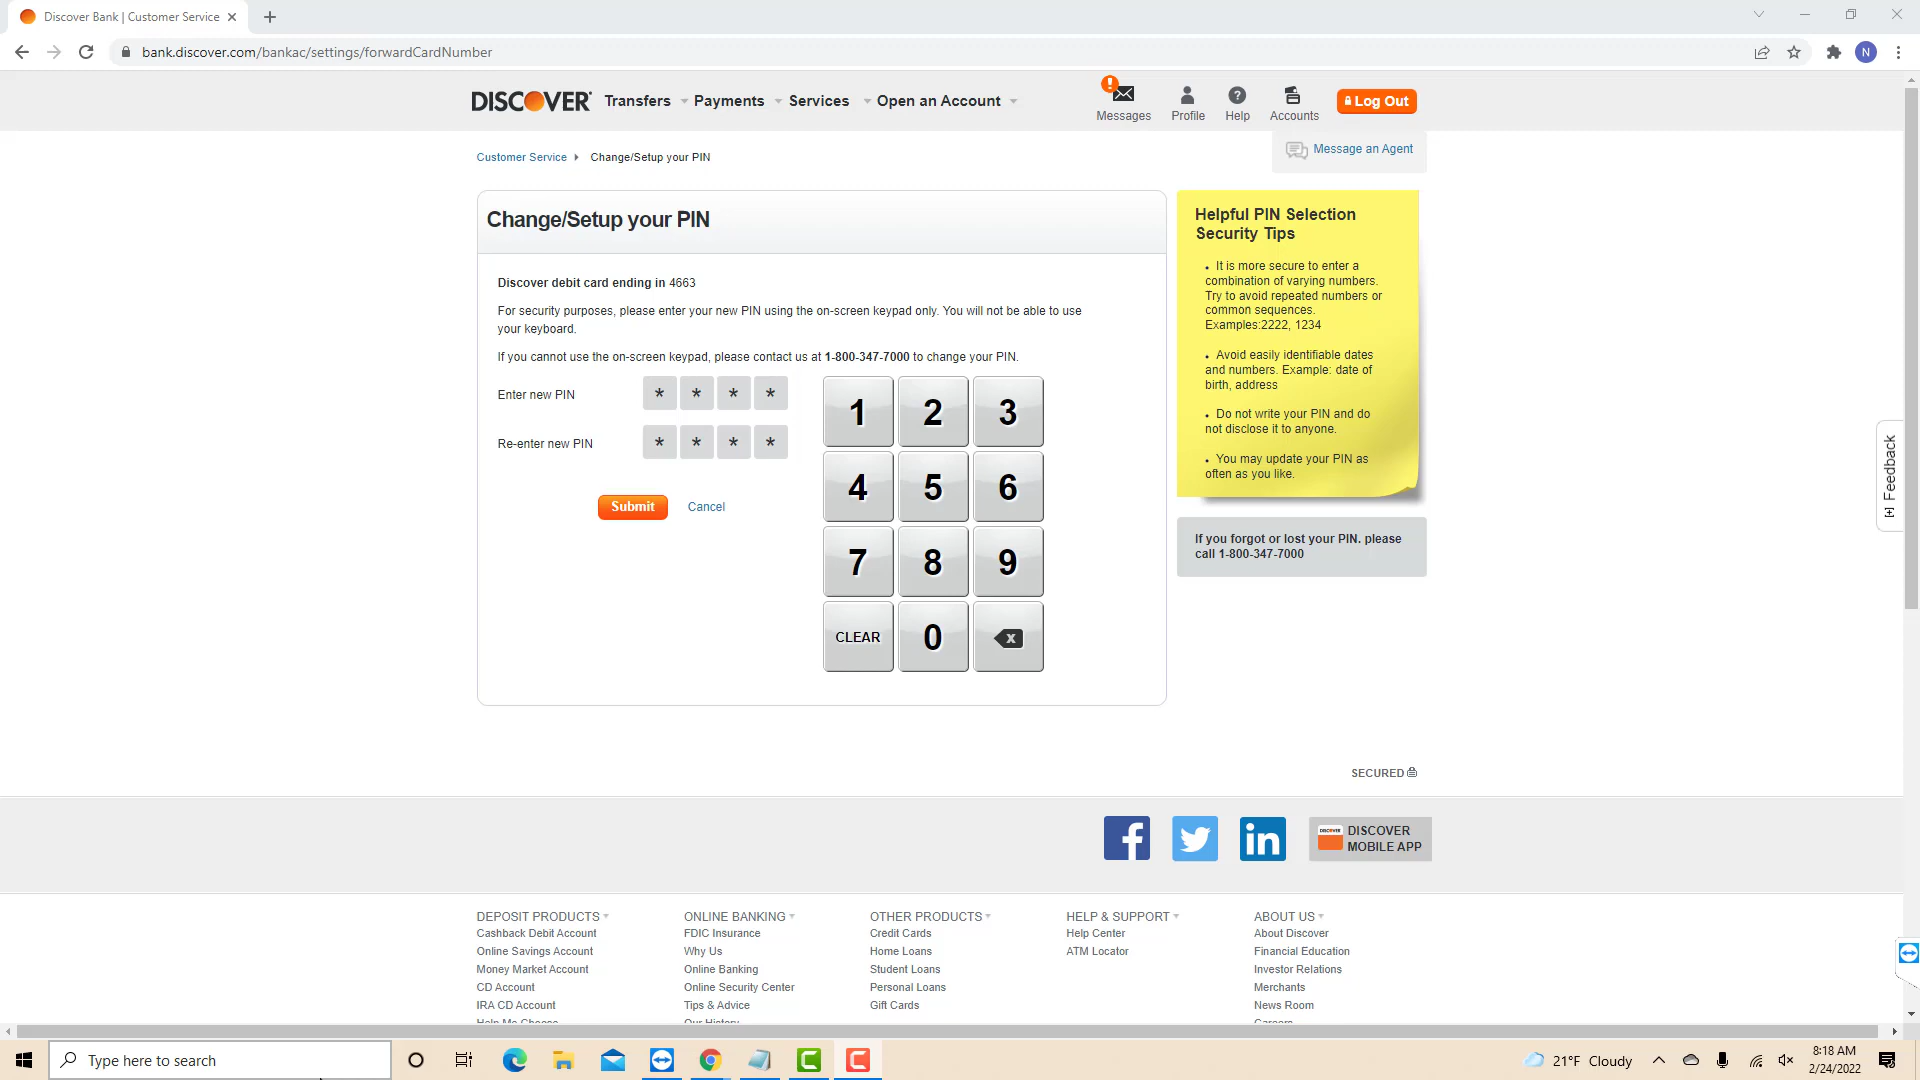 Discover Bank | Customer Service
bank.discover.com/bankac/settings/forwardCardNumber
N
DISCOVER Transfers Payments Services Open an Account
! Messages Profile Help Accounts Log Out
Message an Agent
Customer Service Change/Setup your PIN
Change/Setup your PIN
Discover debit card ending in 4663
For security purposes, please enter your new PIN using the on-screen keypad only. You will not be able to use
your keyboard.
If you cannot use the on-screen keypad, please contact us at 1-800-347-7000 to change your PIN.
Enter new PIN * * * *
Re-enter new PIN * * * *
Submit Cancel
1 2 3
4 5 6
7 8 9
CLEAR 0 x
Helpful PIN Selection
Security Tips
• It is more secure to enter a
combination of varying numbers.
Try to avoid repeated numbers or
common sequences.
Examples:2222, 1234
• Avoid easily identifiable dates
and numbers. Example: date of
birth, address
• Do not write your PIN and do
not disclose it to anyone.
• You may update your PIN as
often as you like.
If you forgot or lost your PIN. please
call 1-800-347-7000
[+] Feedback
SECURED
f
in
DISCOVER
DISCOVER
MOBILE APP
DEPOSIT PRODUCTS
Cashback Debit Account
Online Savings Account
Money Market Account
CD Account
IRA CD Account
Help Me Choose
ONLINE BANKING
FDIC Insurance
Why Us
Online Banking
Online Security Center
Tips & Advice
Our History
OTHER PRODUCTS
Credit Cards
Home Loans
Student Loans
Personal Loans
Gift Cards
HELP & SUPPORT
Help Center
ATM Locator
ABOUT US
About Discover
Financial Education
Investor Relations
Merchants
News Room
Careers
Type here to search
21°F Cloudy
8:18 AM
2/24/2022